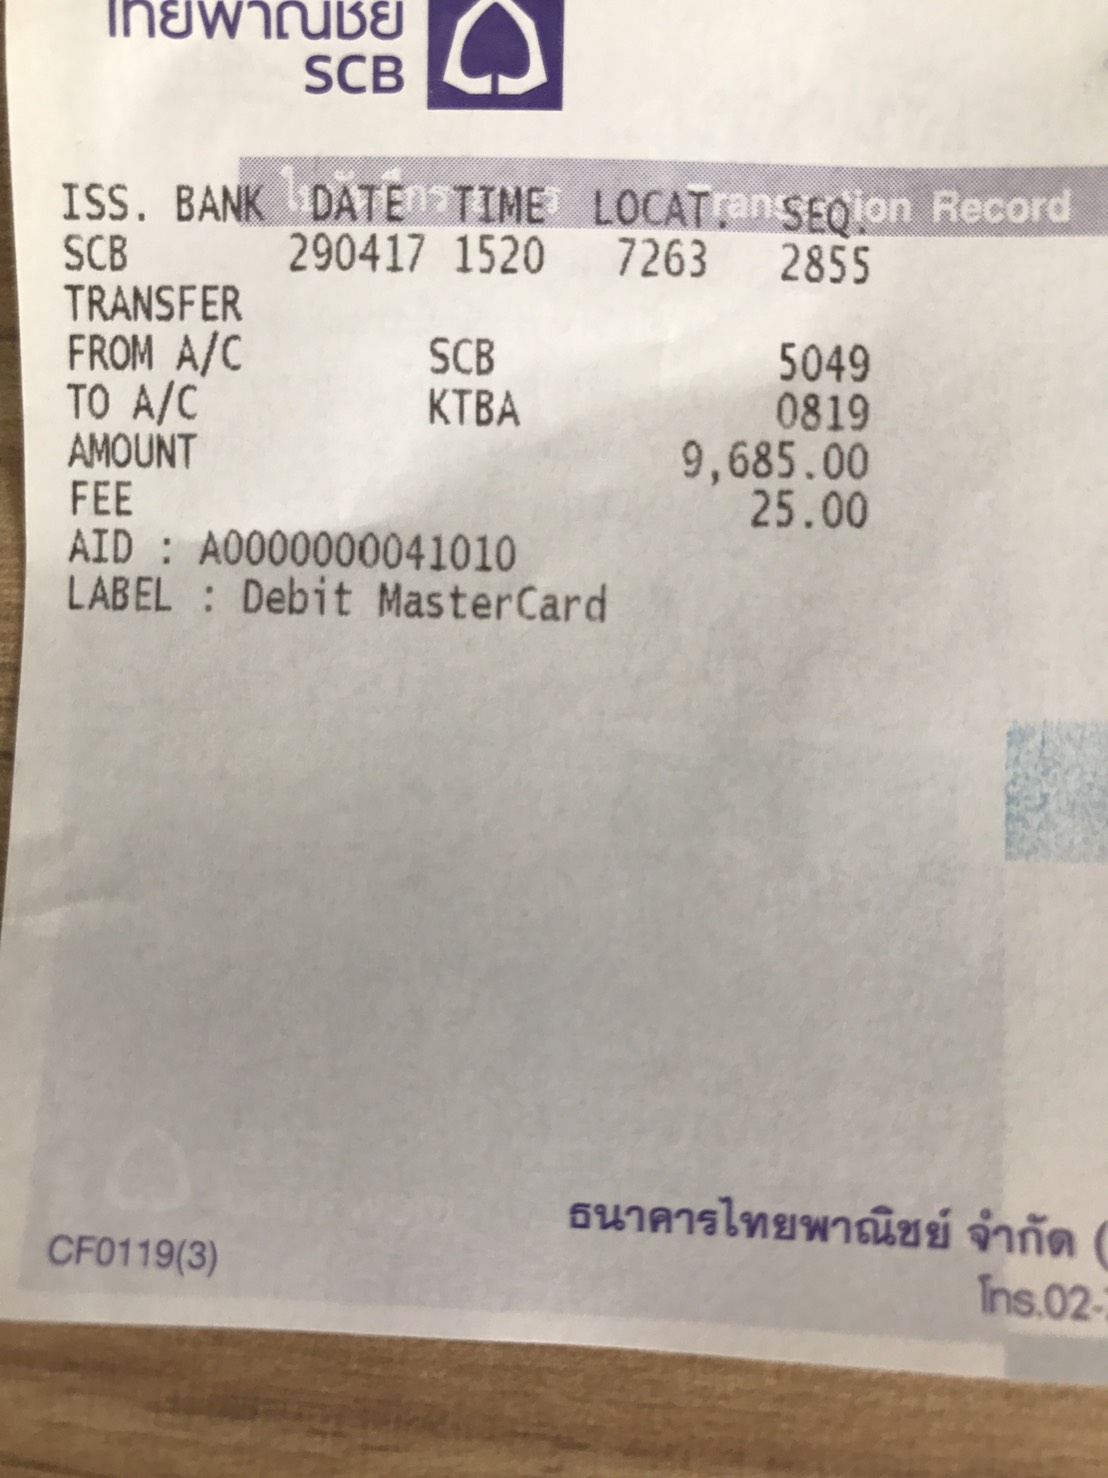 ไทยพาณิชย์
SCB
ใบบันทึกรายการ Transaction Record
ISS. BANK DATE TIME LOCAT. SEQ.
SCB 290417 1520 7263 2855
TRANSFER
FROM A/C SCB 5049
TO A/C KTBA 0819
AMOUNT 9,685.00
FEE 25.00
AID : A0000000041010
LABEL : Debit MasterCard
ธนาคารไทยพาณิชย์ จำกัด (
CF0119(3)
โทร.02-